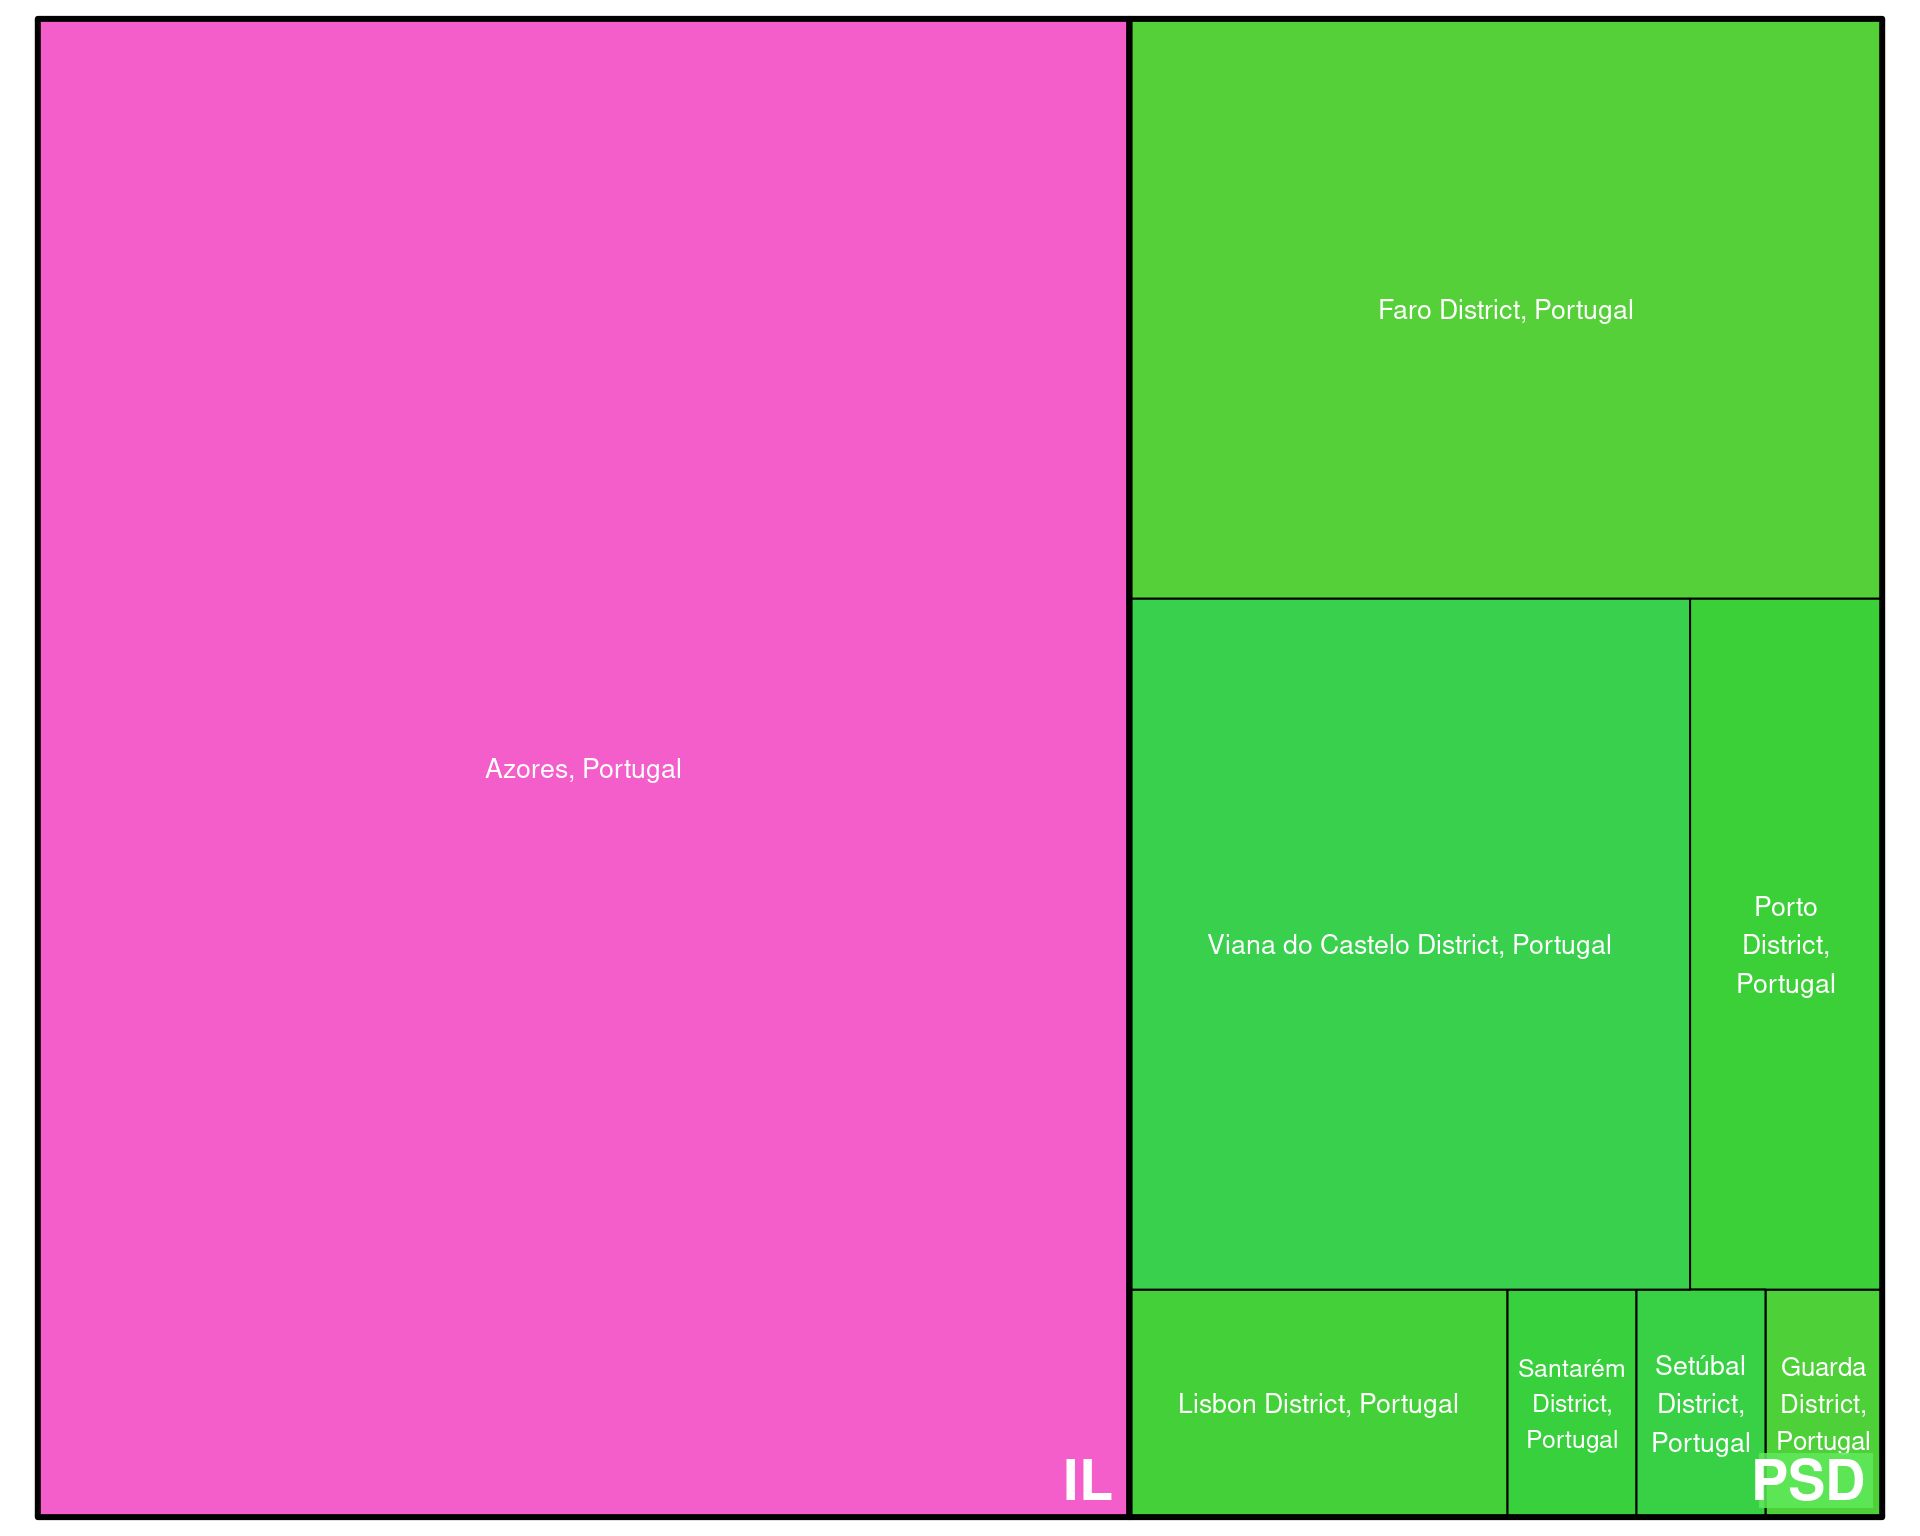 Faro District, Portugal
Azores, Portugal
Viana do Castelo District, Portugal
Porto
District,
Portugal
Lisbon District, Portugal
Santarém
District,
Portugal
Setúbal
District,
Portugal
Guarda
District,
Portugal
IL
PSD